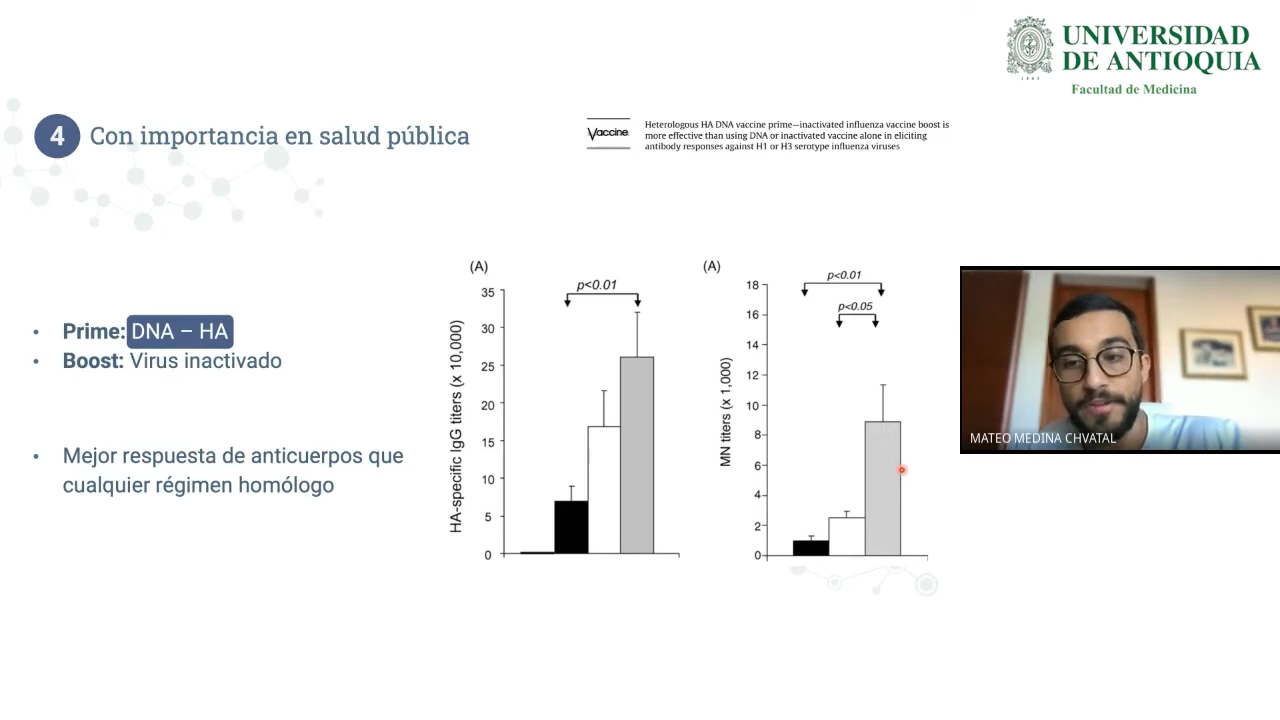 UNIVERSIDAD
DE ANTIOQUIA
1803
Facultad de Medicina
4 Con importancia en salud pública
Vaccine
Heterologous HA DNA vaccine prime—inactivated influenza vaccine boost is
more effective than using DNA or inactivated vaccine alone in eliciting
antibody responses against H1 or H3 serotype influenza viruses
• Prime: DNA – HA
• Boost: Virus inactivado
• Mejor respuesta de anticuerpos que
cualquier régimen homólogo
(A)
p<0.01
HA-specific IgG titers (x 10,000)
35
30
25
20
15
10
5
0
(A)
p<0.01
p<0.05
MN titers (x 1,000)
18
16
14
12
10
8
6
4
2
0
MATEO MEDINA CHVATAL